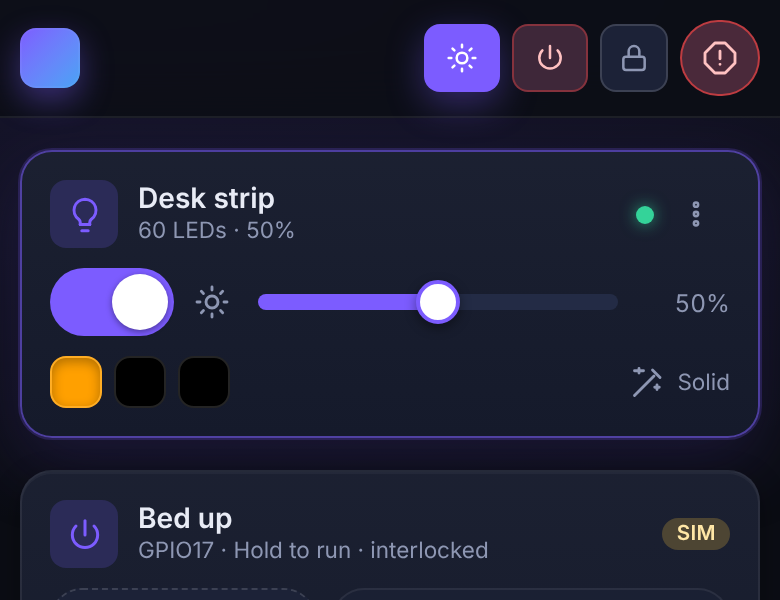 Desk strip
60 LEDs · 50%
50%
Solid
Bed up
GPIO17 · Hold to run · interlocked
SIM